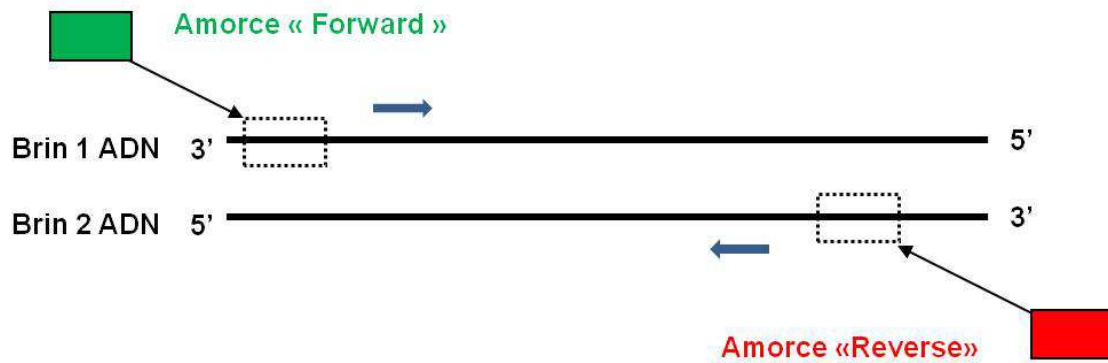 Amorce « Forward »
Brin 1 ADN 3’ 5’
Brin 2 ADN 5’ 3’
Amorce «Reverse»